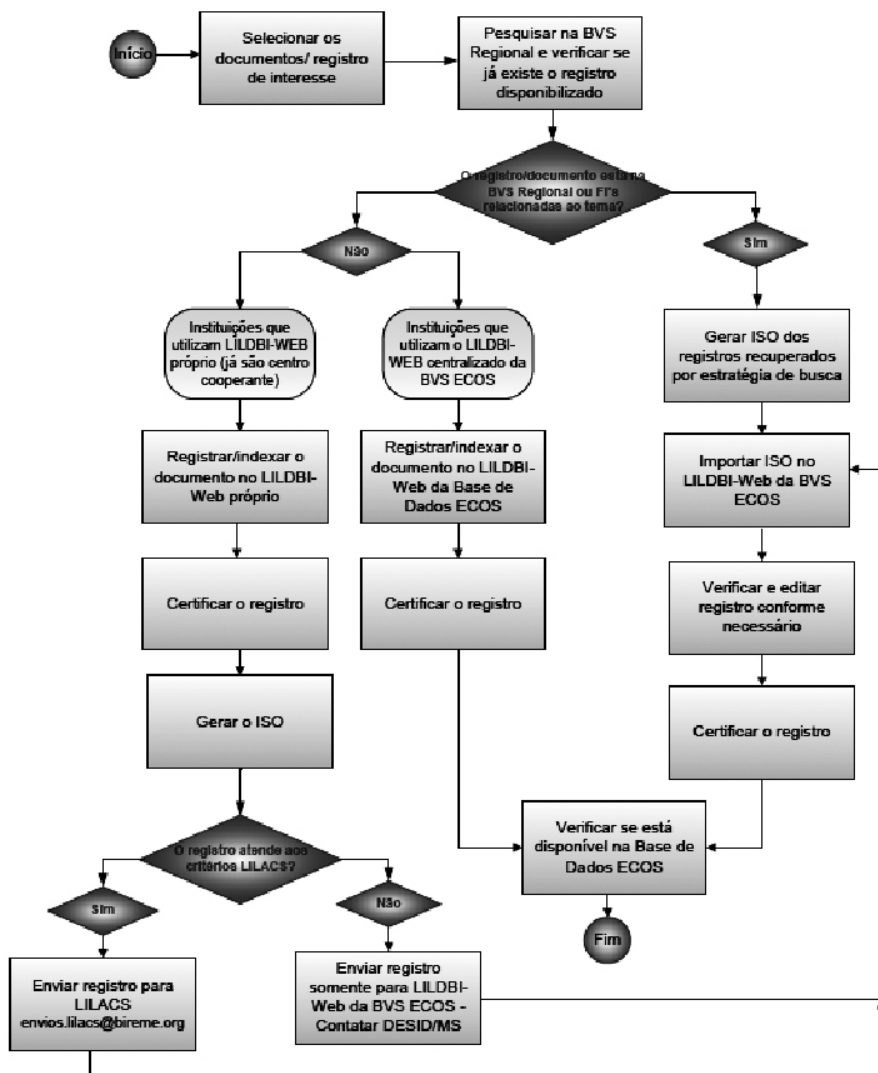 Início
Selecionar os
documentos/ registro
de interesse
Pesquisar na BVS
Regional e verificar se
já existe o registro
disponibilizado
O registro/documento está na
BVS Regional ou FI's
relacionadas ao tema?
Não
Sim
Instituições que
utilizam LILDBI-WEB
próprio (já são centro
cooperante)
Instituições que
utilizam o LILDBI-
WEB centralizado da
BVS ECOS
Gerar ISO dos
registros recuperados
por estratégia de busca
Registrar/indexar o
documento no LILDBI-
Web próprio
Registrar/indexar o
documento no LILDBI-
Web da Base de
Dados ECOS
Importar ISO no
LILDBI-Web da BVS
ECOS
Certificar o registro
Certificar o registro
Verificar e editar
registro conforme
necessário
Gerar o ISO
Certificar o registro
O registro atende aos
critérios LILACS?
Verificar se está
disponível na Base de
Dados ECOS
Sim
Não
Fim
Enviar registro para
LILACS
envios.lilacs@bireme.org
Enviar registro
somente para LILDBI-
Web da BVS ECOS -
Contatar DESID/MS